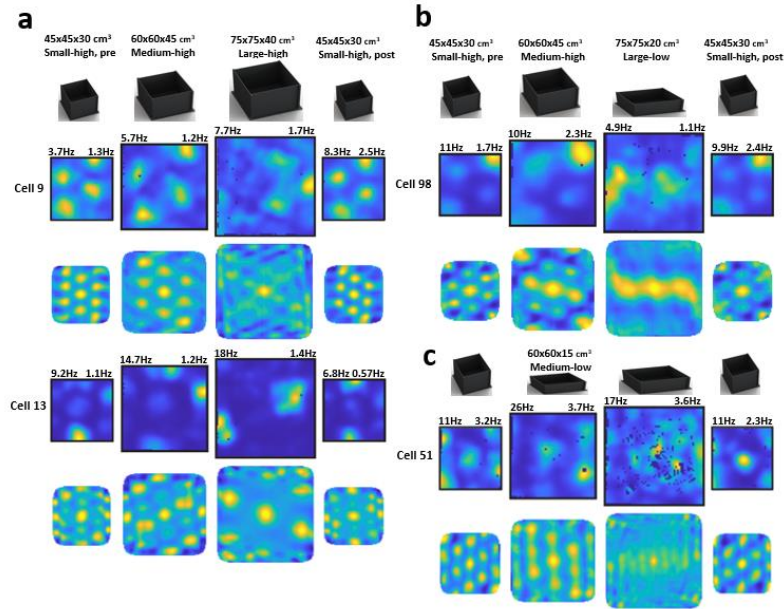 a
45x45x30 cm³ 60x60x45 cm³ 75x75x40 cm³ 45x45x30 cm³
Small-high, pre Medium-high Large-high Small-high, post
3.7Hz 1.3Hz 5.7Hz 1.2Hz 7.7Hz 1.7Hz 8.3Hz 2.5Hz
Cell 9
9.2Hz 1.1Hz 14.7Hz 1.2Hz 18Hz 1.4Hz 6.8Hz 0.57Hz
Cell 13
b
45x45x30 cm³ 60x60x45 cm³ 75x75x20 cm³ 45x45x30 cm³
Small-high, pre Medium-high Large-low Small-high, post
11Hz 1.7Hz 10Hz 2.3Hz 4.9Hz 1.1Hz 9.9Hz 2.4Hz
Cell 98
c
60x60x15 cm³
Medium-low
11Hz 3.2Hz 26Hz 3.7Hz 17Hz 3.6Hz 11Hz 2.3Hz
Cell 51